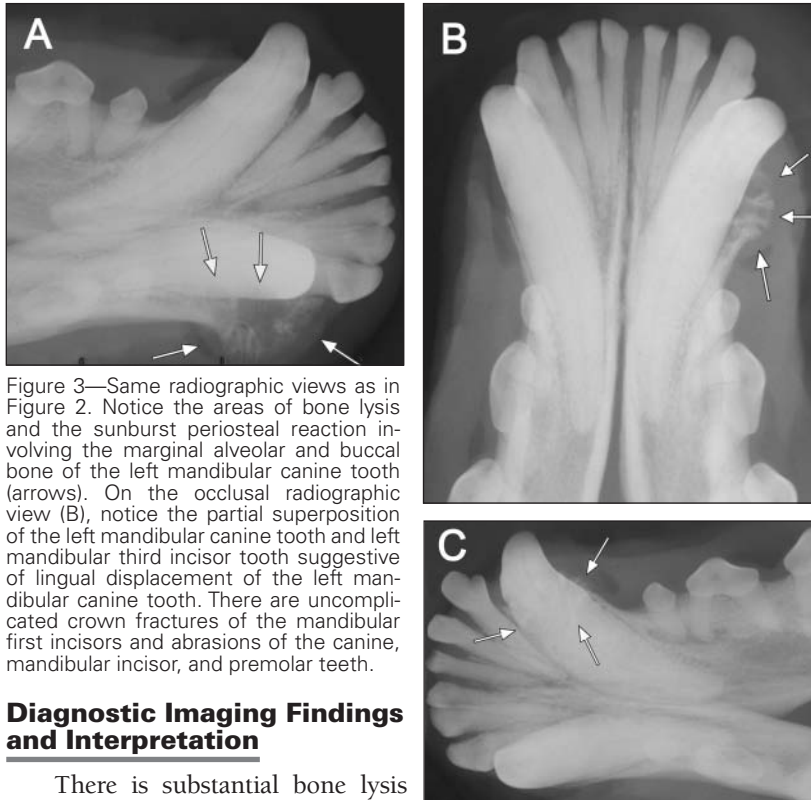 A
B
Figure 3—Same radiographic views as in
Figure 2. Notice the areas of bone lysis
and the sunburst periosteal reaction in-
volving the marginal alveolar and buccal
bone of the left mandibular canine tooth
(arrows). On the occlusal radiographic
view (B), notice the partial superposition
of the left mandibular canine tooth and left
mandibular third incisor tooth suggestive
of lingual displacement of the left man-
dibular canine tooth. There are uncompli-
cated crown fractures of the mandibular
first incisors and abrasions of the canine,
mandibular incisor, and premolar teeth.
C
Diagnostic Imaging Findings
and Interpretation
There is substantial bone lysis